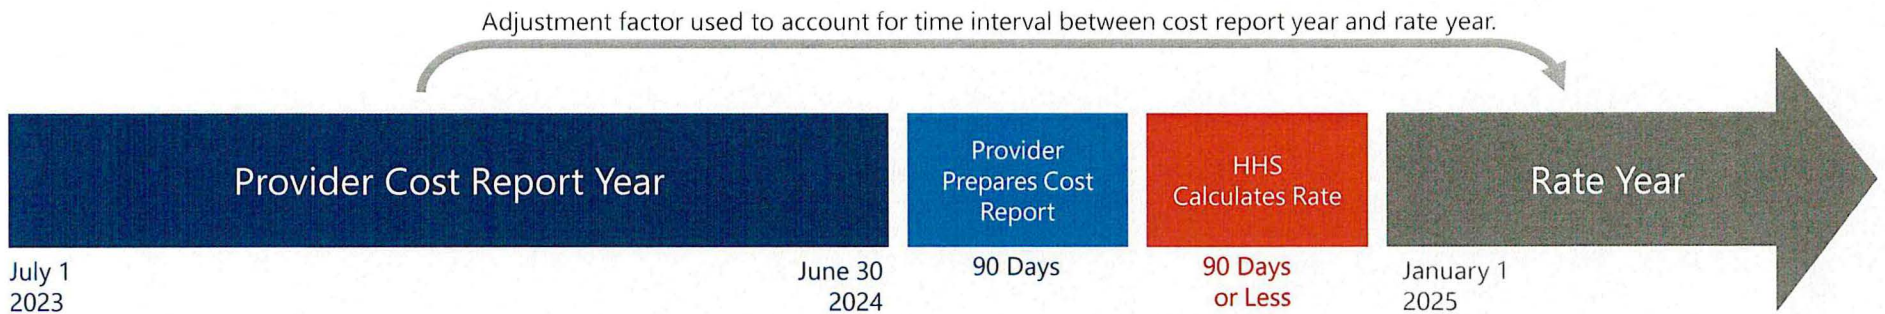 Adjustment factor used to account for time interval between cost report year and rate year.
Provider Cost Report Year
Provider
Prepares Cost
Report
HHS
Calculates Rate
Rate Year
July 1
2023
June 30
2024
90 Days
90 Days
or Less
January 1
2025